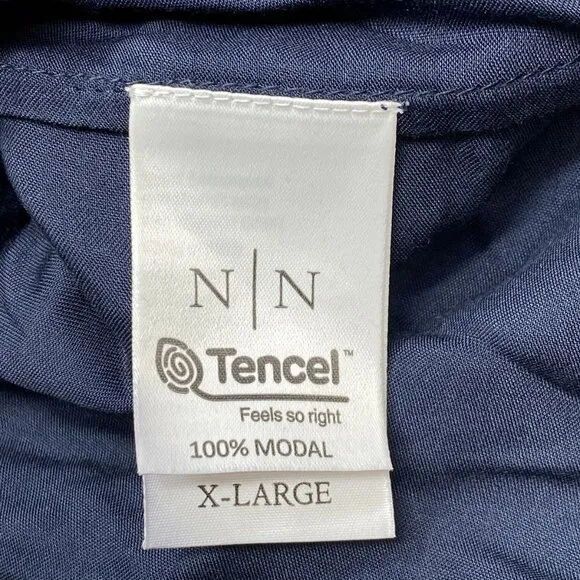 N|N
Tencel™
Feels so right
100% MODAL
X-LARGE